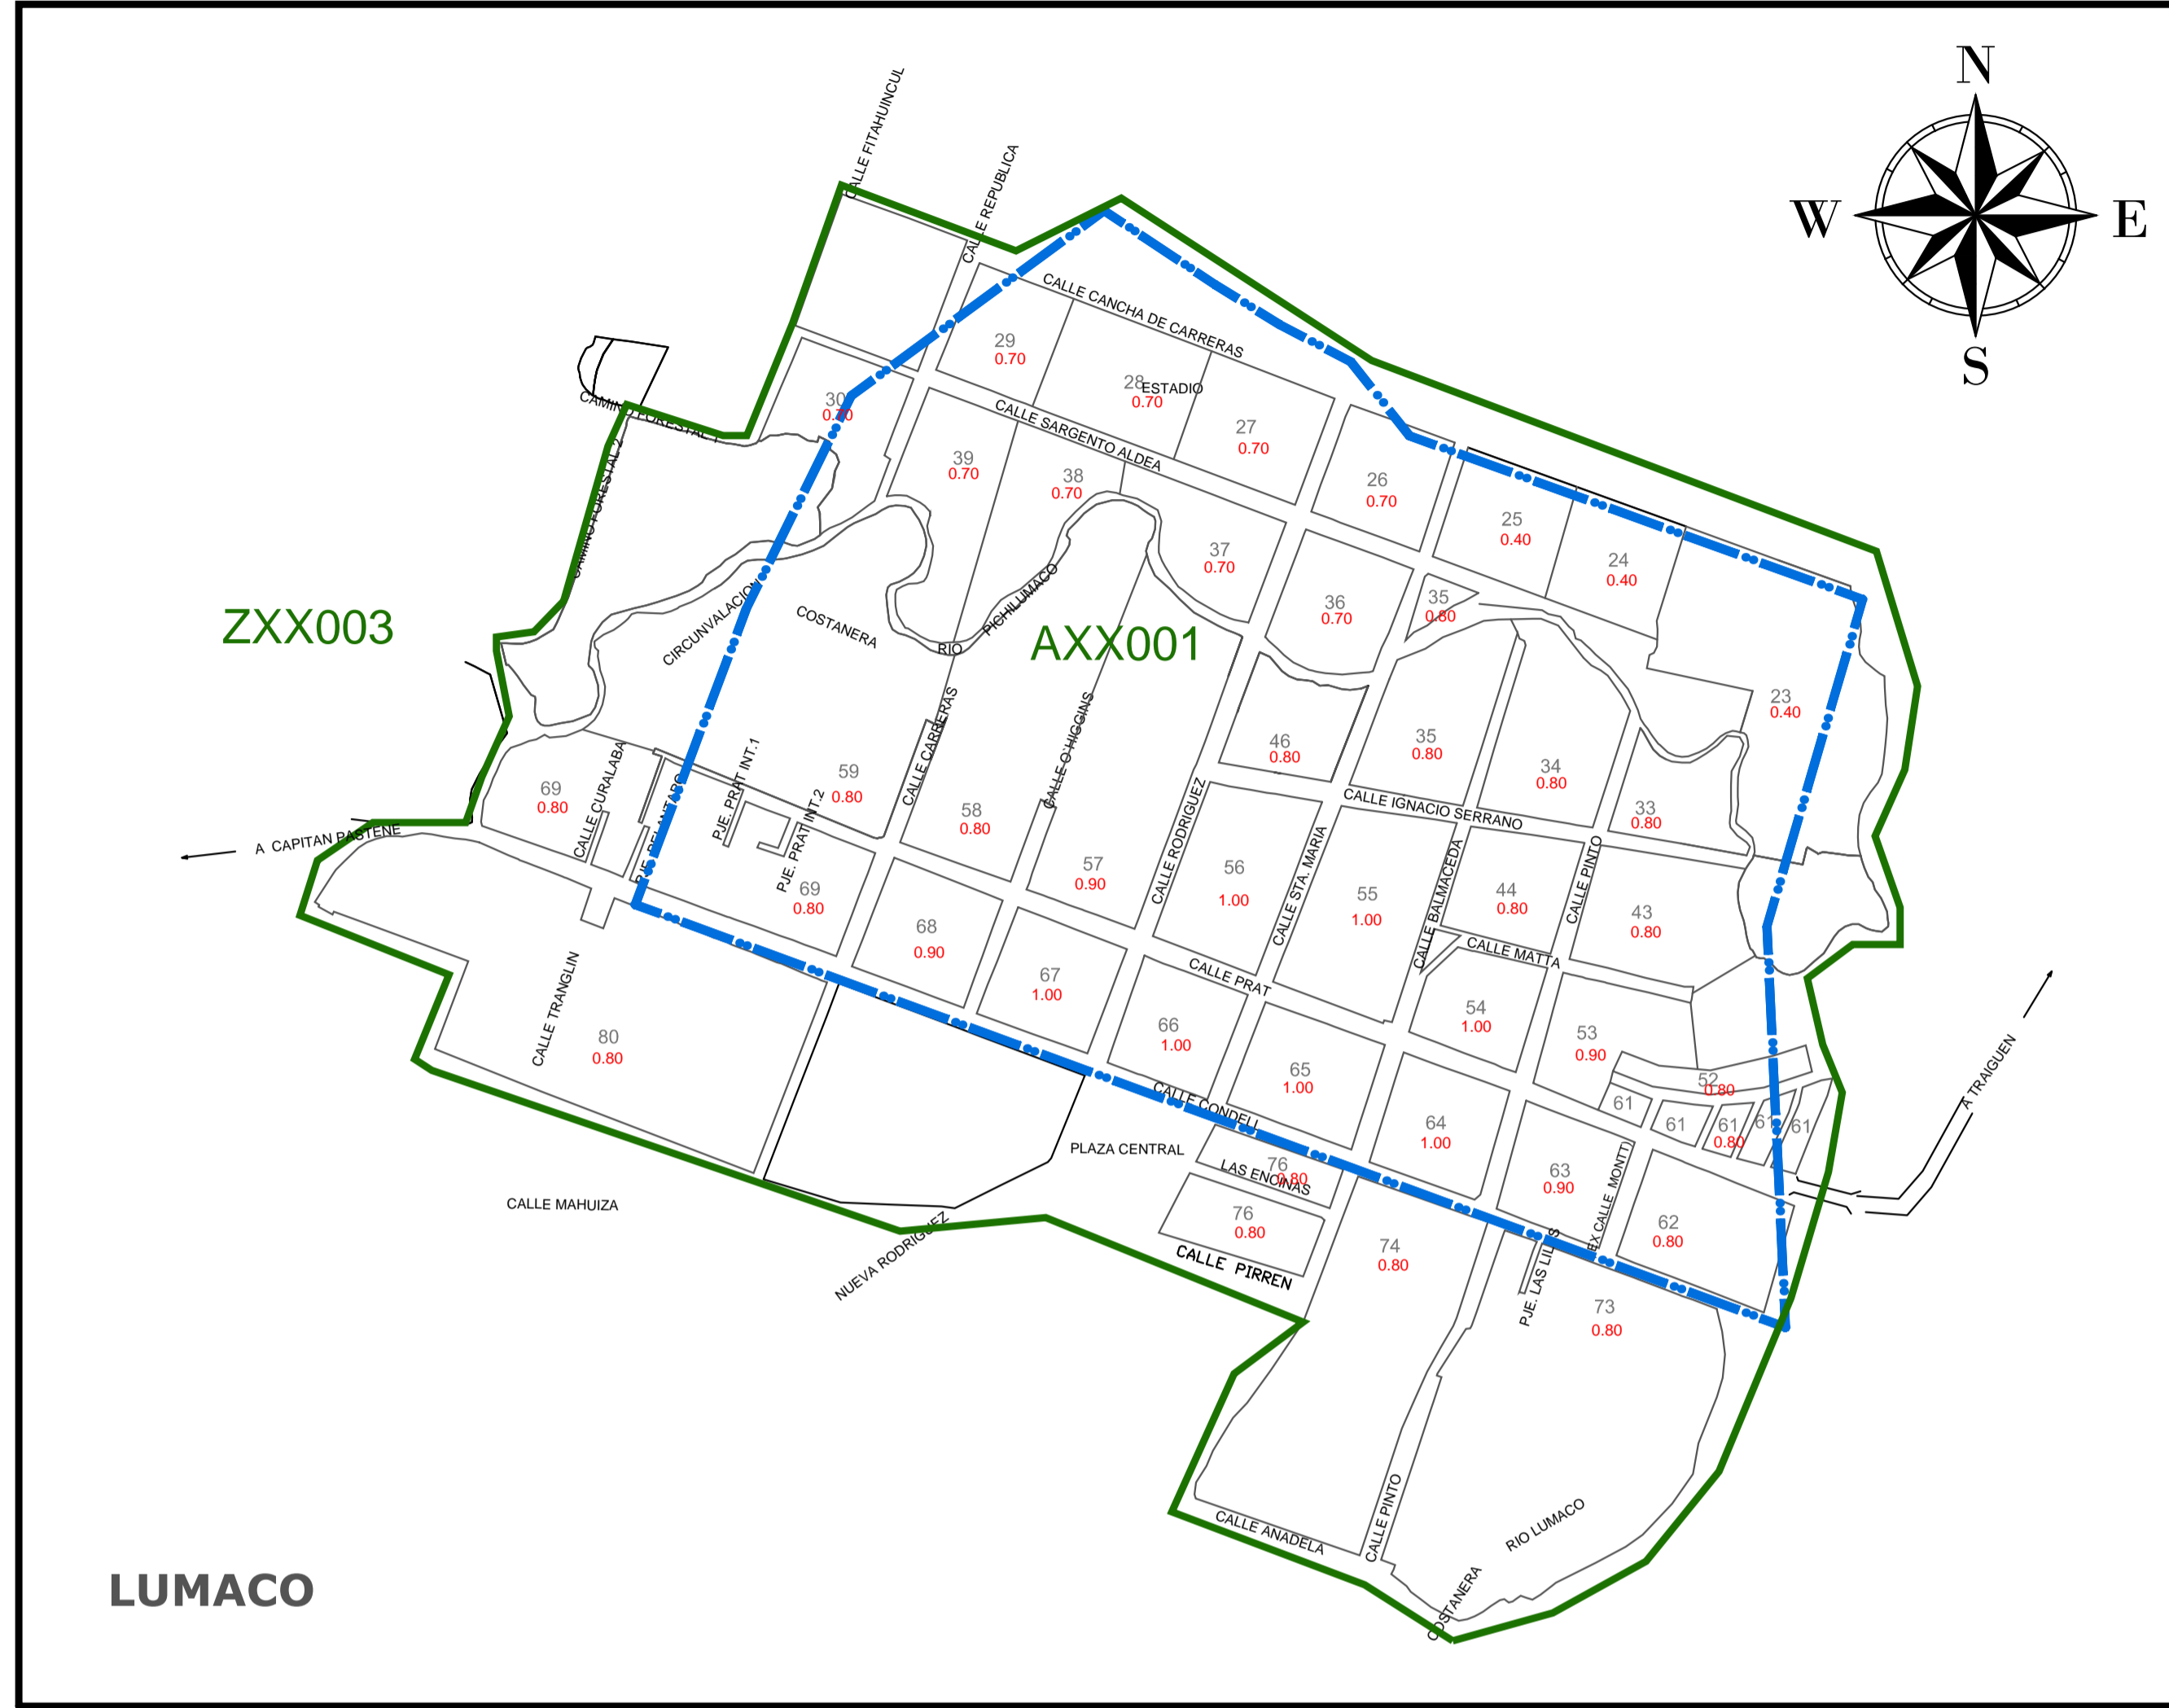 N
W
E
S
CALLE FITAHUINCUL
CALLE REPUBLICA
CALLE CANCHA DE CARRERAS
29
0.70
28
ESTADIO
0.70
30
0.70
CAMINO FORESTAL 1
CALLE SARGENTO ALDEA
27
0.70
CAMINO FORESTAL 2
39
0.70
38
0.70
26
0.70
25
0.40
37
0.70
24
0.40
ZXX003
CIRCUNVALACION
COSTANERA
RIO
PICHILUMACO
AXX001
36
0.70
35
0.80
23
0.40
46
0.80
35
0.80
34
0.80
33
0.80
CALLE CURALABA
PJE. PELANTARO
PJE. PRAT INT.1
PJE. PRAT INT.2
CALLE CARRERAS
CALLE O'HIGGINS
69
0.80
59
0.80
58
0.80
CALLE IGNACIO SERRANO
A CAPITAN PASTENE
CALLE RODRIGUEZ
CALLE STA. MARIA
CALLE BALMACEDA
CALLE PINTO
57
0.90
56
1.00
55
1.00
44
0.80
43
0.80
69
0.80
68
0.90
CALLE MATTA
67
1.00
CALLE PRAT
CALLE TRANGLIN
80
0.80
66
1.00
65
1.00
54
1.00
53
0.90
52
0.80
61
61
61
0.80
61
61
A TRAIGUEN
CALLE CONDELL
64
1.00
PLAZA CENTRAL
76
0.80
LAS ENCINAS
63
0.90
EX CALLE MONTT)
62
0.80
CALLE MAHUIZA
NUEVA RODRIGUEZ
76
0.80
CALLE PIRREN
74
0.80
PJE. LAS LILAS
73
0.80
CALLE ANADELA
CALLE PINTO
RIO LUMACO
COSTANERA
LUMACO